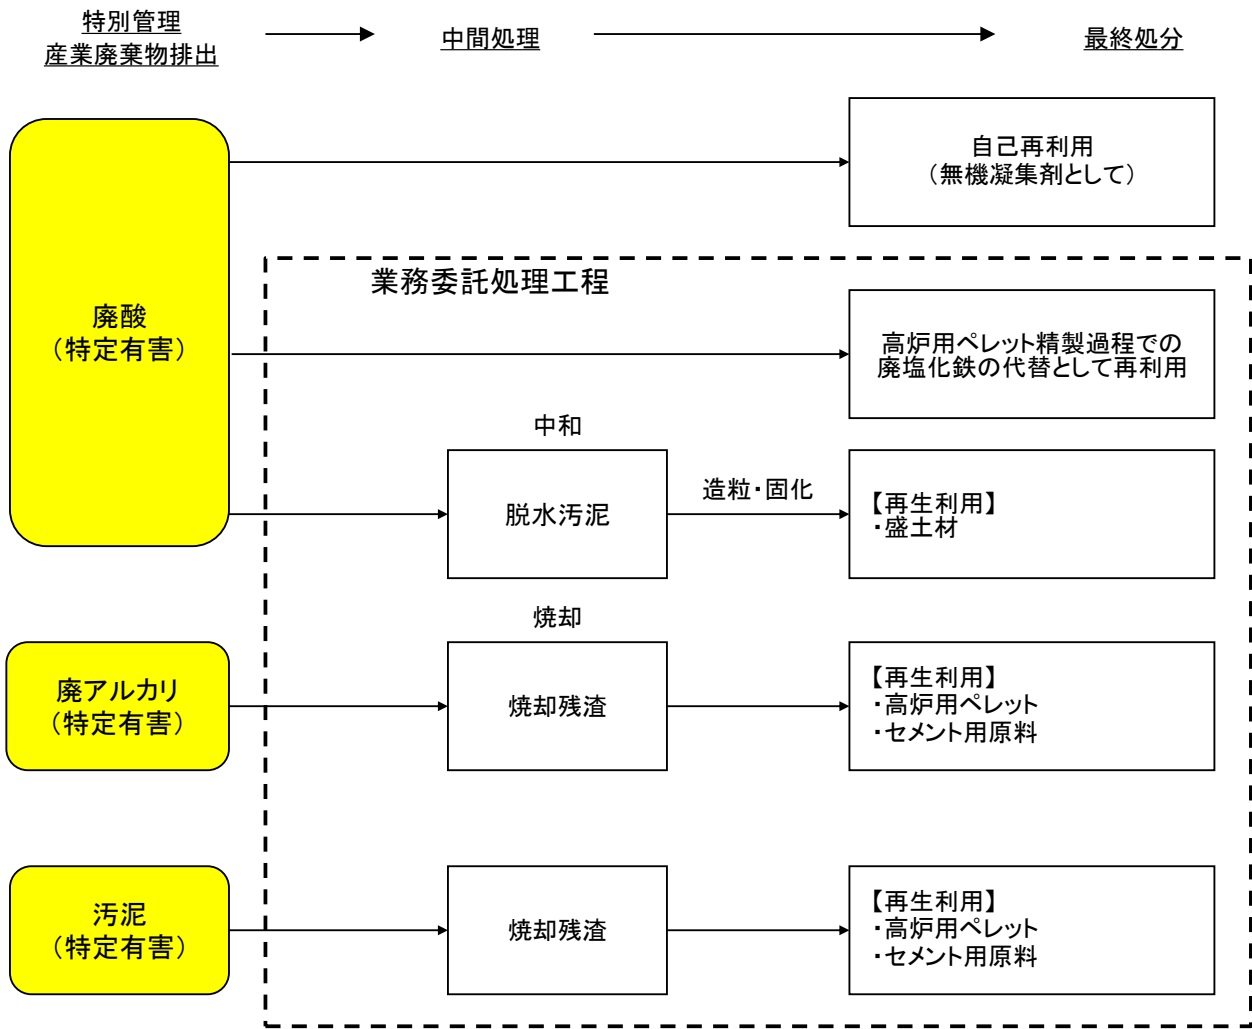 特別管理
産業廃棄物排出
中間処理
最終処分
自己再利用
（無機凝集剤として）
業務委託処理工程
廃酸
（特定有害）
高炉用ペレット精製過程での
廃塩化鉄の代替として再利用
中和
脱水汚泥
造粒・固化
【再生利用】
・盛土材
焼却
廃アルカリ
（特定有害）
焼却残渣
【再生利用】
・高炉用ペレット
・セメント用原料
汚泥
（特定有害）
焼却残渣
【再生利用】
・高炉用ペレット
・セメント用原料